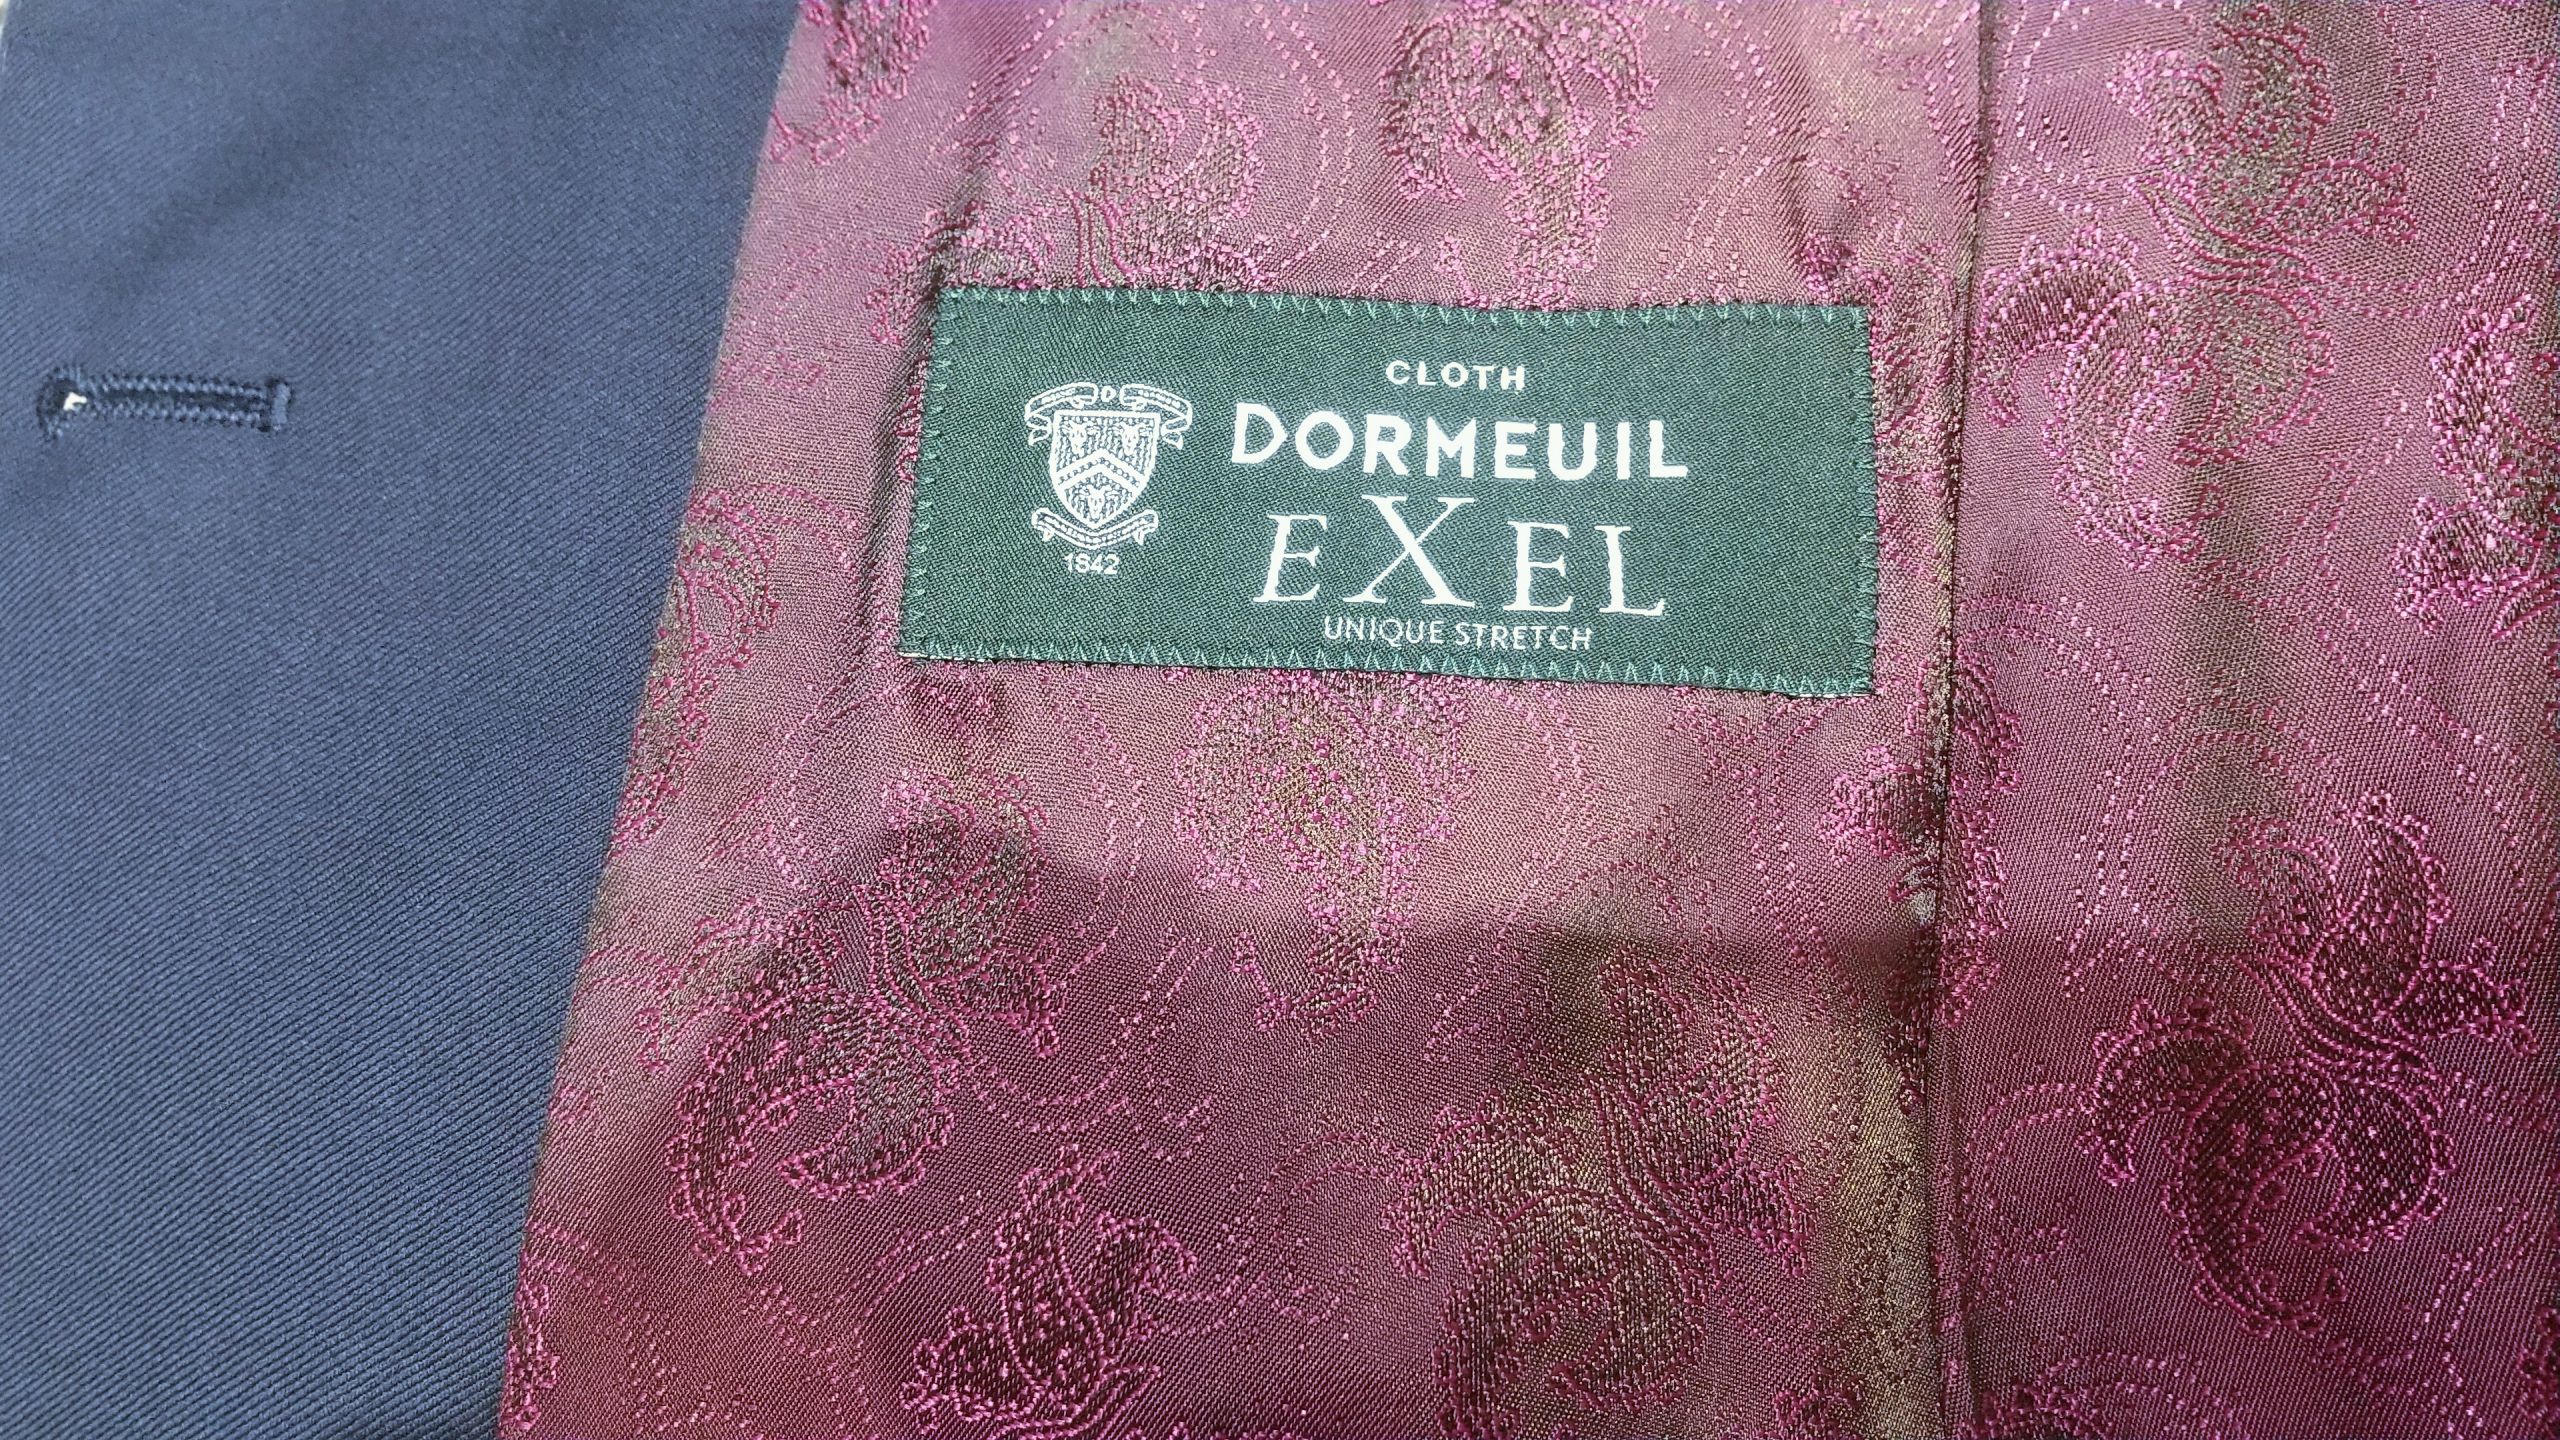 CLOTH
D
DORMEUIL
EXEL
1842
UNIQUE STRETCH